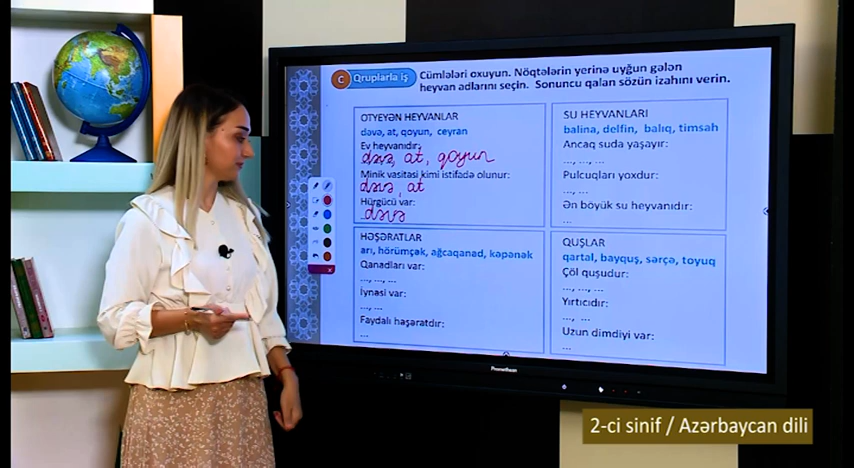 C Qruplarla iş
Cümlələri oxuyun. Nöqtələrin yerinə uyğun gələn
heyvan adlarını seçin. Sonuncu qalan sözün izahını verin.
OTYEYƏN HEYVANLAR
dəvə, at, qoyun, ceyran
Ev heyvanıdır:
dəvə, at, qoyun
Minik vasitəsi kimi istifadə olunur:
dəvə, at
Hürgücü var:
dəvə
SU HEYVANLARI
balina, delfin, balıq, timsah
Ancaq suda yaşayır:
..., ..., ...
Pulcuqları yoxdur:
..., ...
Ən böyük su heyvanıdır:
...
HƏŞƏRATLAR
arı, hörümçək, ağcaqanad, kəpənək
Qanadları var:
..., ..., ...
İynəsi var:
..., ...
Faydalı həşəratdır:
...
QUŞLAR
qartal, bayquş, sərçə, toyuq
Çöl quşudur:
..., ..., ...
Yırtıcıdır:
..., ...
Uzun dimdiyi var:
...
Promethean
2-ci sinif / Azərbaycan dili